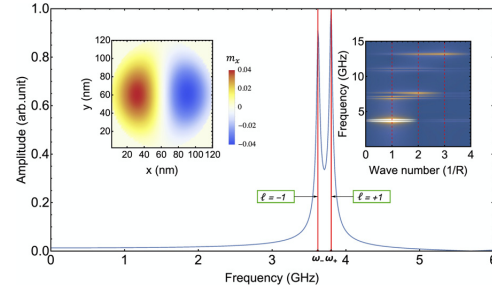 Amplitude (arb.unit)
1.0
0.8
0.6
0.4
0.2
0.0
0
1
2
3
4
5
6
ω₋ ω₊
Frequency (GHz)
ℓ = −1
ℓ = +1
y (nm)
120
100
80
60
40
20
20 40 60 80 100 120
x (nm)
mₓ
0.04
0.02
0
−0.02
−0.04
Frequency (GHz)
15
10
5
0
0 1 2 3 4
Wave number (1/R)